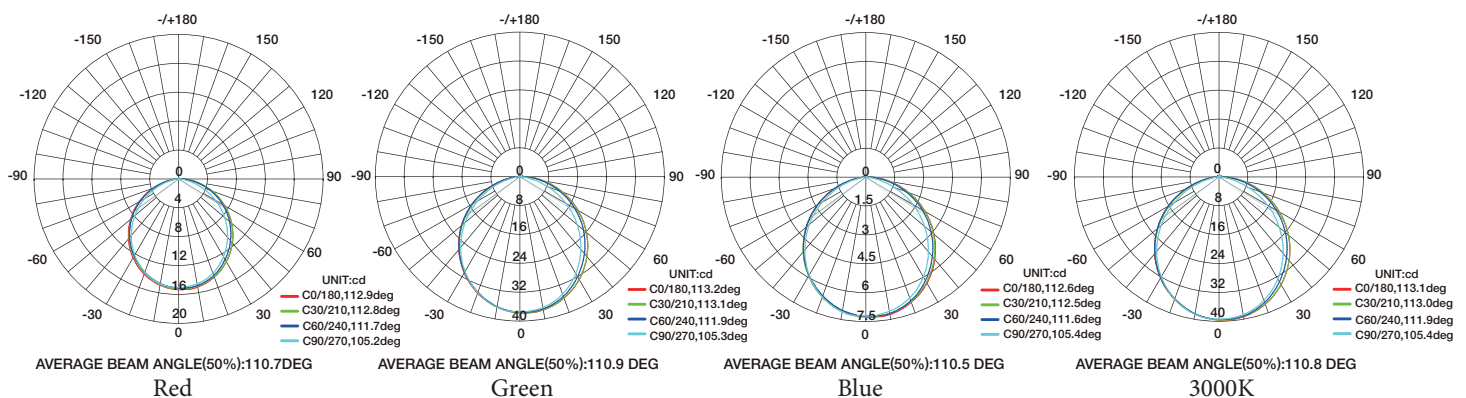 -/+180
-150
150
-120
120
-90
90
-60
60
-30
30
0
0
4
8
12
16
20
UNIT:cd
C0/180,112.9deg
C30/210,112.8deg
C60/240,111.7deg
C90/270,105.2deg
AVERAGE BEAM ANGLE(50%):110.7DEG
Red
-/+180
-150
150
-120
120
-90
90
-60
60
-30
30
0
0
8
16
24
32
40
UNIT:cd
C0/180,113.2deg
C30/210,113.1deg
C60/240,111.9deg
C90/270,105.3deg
AVERAGE BEAM ANGLE(50%):110.9 DEG
Green
-/+180
-150
150
-120
120
-90
90
-60
60
-30
30
0
0
1.5
3
4.5
6
7.5
UNIT:cd
C0/180,112.6deg
C30/210,112.5deg
C60/240,111.6deg
C90/270,105.4deg
AVERAGE BEAM ANGLE(50%):110.5 DEG
Blue
-/+180
-150
150
-120
120
-90
90
-60
60
-30
30
0
0
8
16
24
32
40
UNIT:cd
C0/180,113.1deg
C30/210,113.0deg
C60/240,111.9deg
C90/270,105.4deg
AVERAGE BEAM ANGLE(50%):110.8 DEG
3000K